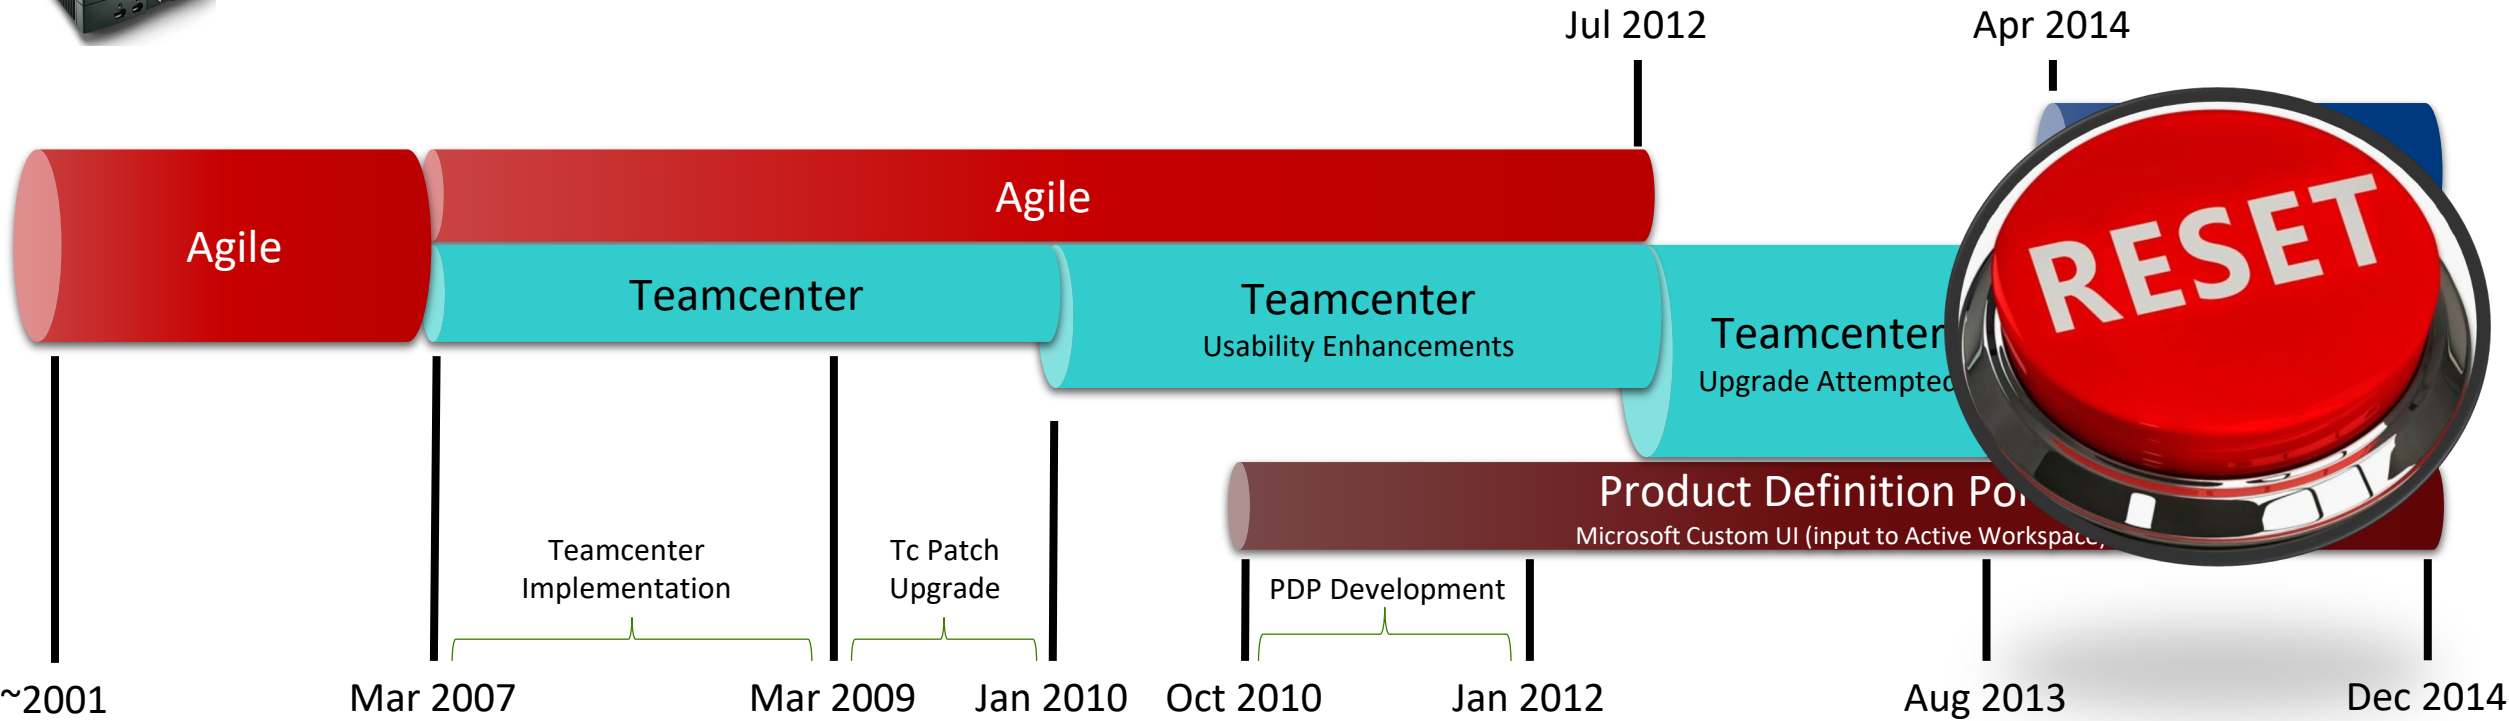 Jul 2012
Apr 2014
Agile
Agile
Teamcenter
Teamcenter
Usability Enhancements
Teamcenter
Upgrade Attempted
RESET
Product Definition
Microsoft Custom UI (input to Active Workspace)
Teamcenter
Implementation
Tc Patch
Upgrade
PDP Development
~2001
Mar 2007
Mar 2009
Jan 2010
Oct 2010
Jan 2012
Aug 2013
Dec 2014